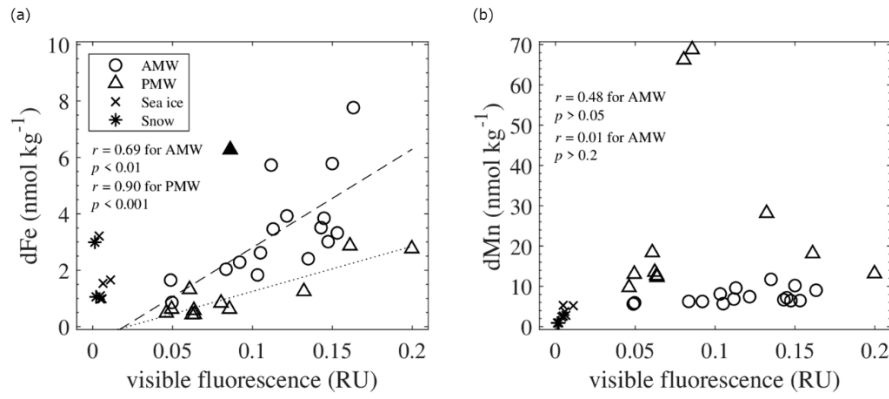 (a)
10
8
6
4
2
0
dFe (nmol kg-1)
AMW
PMW
Sea ice
Snow
r = 0.69 for AMW
p < 0.01
r = 0.90 for PMW
p < 0.001
0 0.05 0.1 0.15 0.2
visible fluorescence (RU)
(b)
70
60
50
40
30
20
10
0
dMn (nmol kg-1)
r = 0.48 for AMW
p > 0.05
r = 0.01 for AMW
p > 0.2
0 0.05 0.1 0.15 0.2
visible fluorescence (RU)